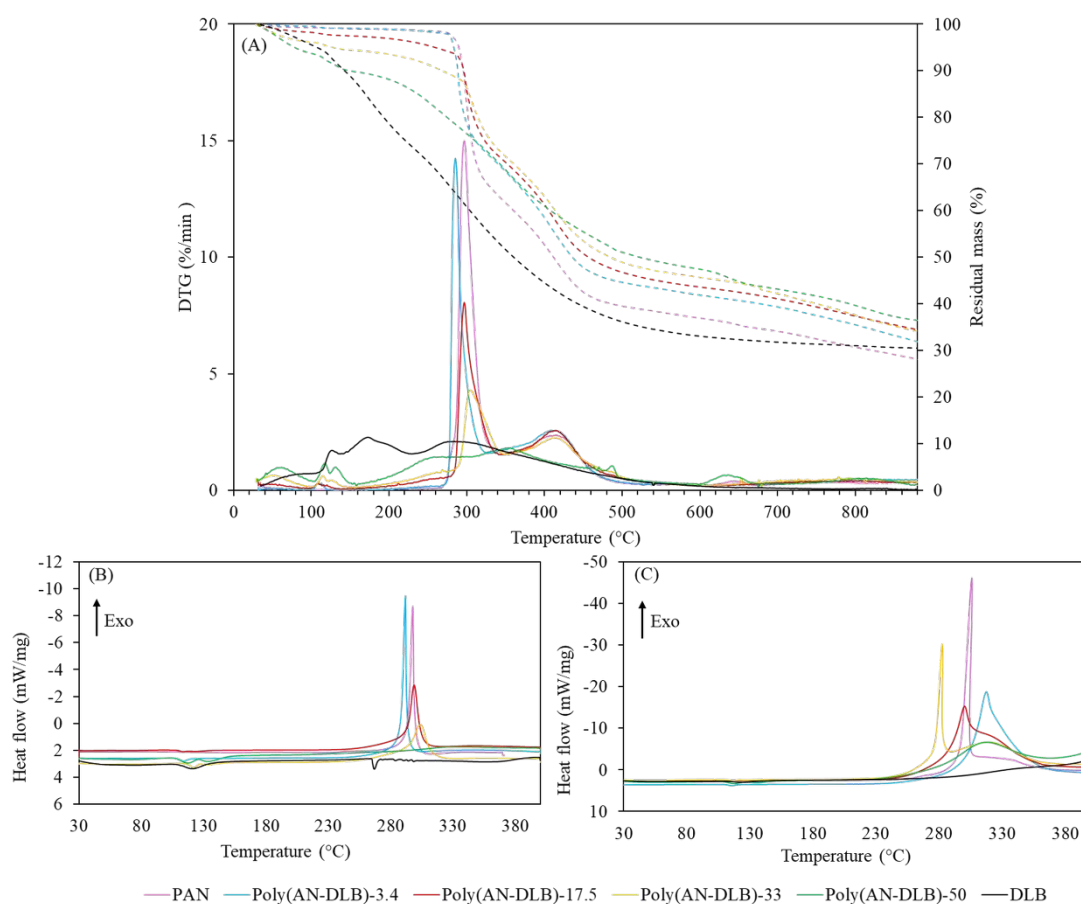 (A)
DTG (%/min)
20
15
10
5
0
100
90
80
70
60
50
40
30
20
10
0
Residual mass (%)
0 100 200 300 400 500 600 700 800
Temperature (°C)
(B)
Exo
Heat flow (mW/mg)
-12
-10
-8
-6
-4
-2
0
2
4
6
30 80 130 180 230 280 330 380
Temperature (°C)
(C)
Exo
Heat flow (mW/mg)
-50
-40
-30
-20
-10
0
10
30 80 130 180 230 280 330 380
Temperature (°C)
PAN Poly(AN-DLB)-3.4 Poly(AN-DLB)-17.5 Poly(AN-DLB)-33 Poly(AN-DLB)-50 DLB